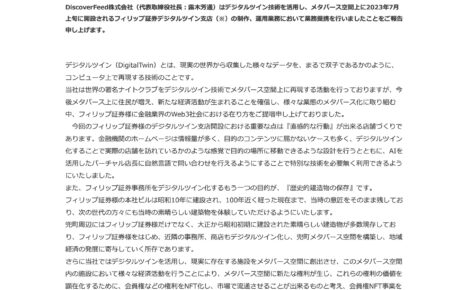 DiscoverFeed株式会社（代表取締役社長：藤木芳通）はデジタルツイン技術を活用し、メタバース空間上に2023年7月
上旬に開設されるフィリップ証券デジタルツイン支店（※）の制作、運用業務において業務提携を行いましたことをご報告
申し上げます。
デジタルツイン（DigitalTwin）とは、現実の世界から収集した様々なデータを、まるで双子であるかのように、
コンピュータ上で再現する技術のことです。
当社は世界の著名ナイトクラブをデジタルツイン技術でメタバース空間上に再現する活動を行っておりますが、今
後メタバース上に住民が増え、新たな経済活動が生まれることを確信し、様々な業態のメタバース化に取り組む
中で、フィリップ証券様に金融業界のWeb3社会における在り方をご提唱申し上げておりました。
今回のフィリップ証券様のデジタルツイン支店開設における重要な点は『直感的な行動』が出来る店舗づくりで
あります。金融機関のホームページは情報量が多く、目的のコンテンツに届かないケースも多く、デジタルツイン
化することで実際の店舗を訪れているかのような感覚で目的の場所に移動できるような設計を行うとともに、AIを
活用したバーチャル店長に自然言語で問い合わせを行えるようにすることで特別な技術を必要無く利用できるよう
にいたしました。
また、フィリップ証券事務所をデジタルツイン化するもう一つの目的が、『歴史的建造物の保存』です。
フィリップ証券様の本社ビルは昭和10年に建設され、100年近く経った現在まで、当時の意匠をそのまま残してお
り、次の世代の方々にも当時の素晴らしい建築物を体験していただけるようにいたします。
兜町周辺にはフィリップ証券様だけでなく、大正から昭和初期に建設された素晴らしい建造物が多数現存してお
り、フィリップ証券様をはじめ、近隣の事務所、商店もデジタルツイン化し、兜町メタバース空間を構築し、地域
経済の発展に寄与していく所存であります。
さらに当社ではデジタルツインを活用し、現実に存在する施設をメタバース空間に創出させ、このメタバース空間
内の施設において様々な経済活動を行うことにより、メタバース空間に新たな権利が生じ、これらの権利の価値を
顕在化するために、会員権などの権利をNFT化し、市場で流通させることが出来るものと考え、会員権NFT事業を